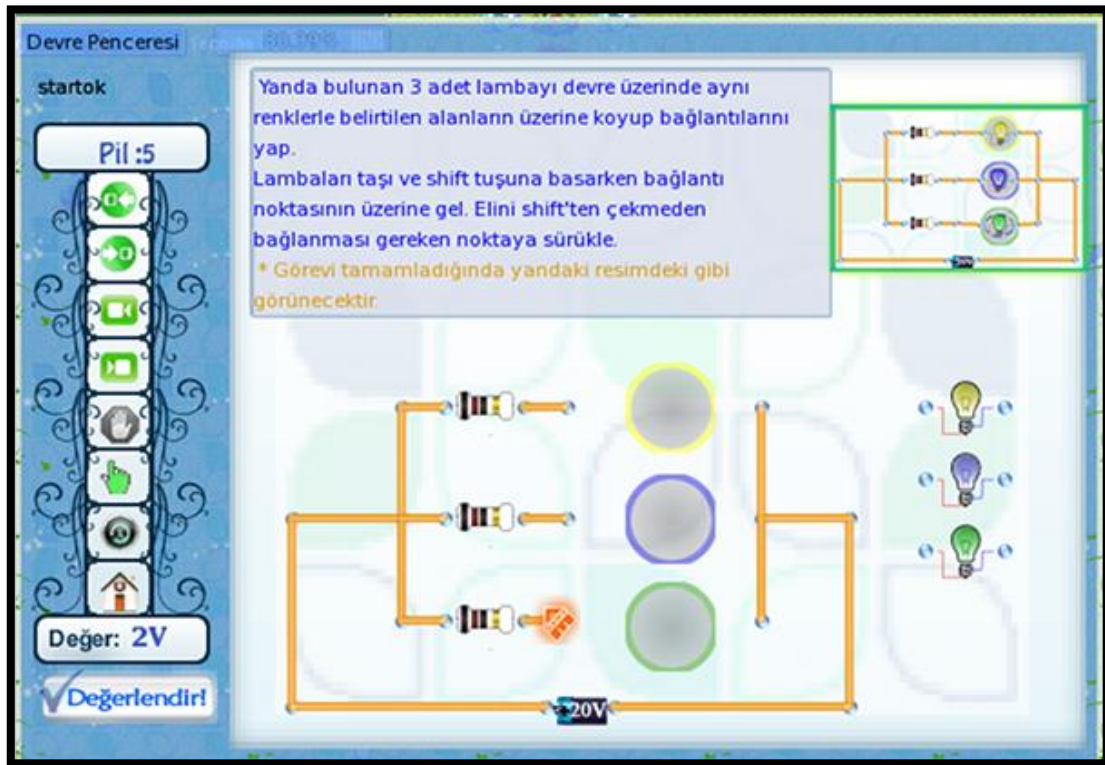 Devre Penceresi
startok
Pil :5
Yanda bulunan 3 adet lambayı devre üzerinde aynı
renklerle belirtilen alanların üzerine koyup bağlantılarını
yap.
Lambaları taşı ve shift tuşuna basarken bağlantı
noktasının üzerine gel. Elini shift'ten çekmeden
bağlanması gereken noktaya sürükle.
* Görevi tamamladığında yandaki resimdeki gibi
görünecektir.
+20V
Değer: 2V
Değerlendir!